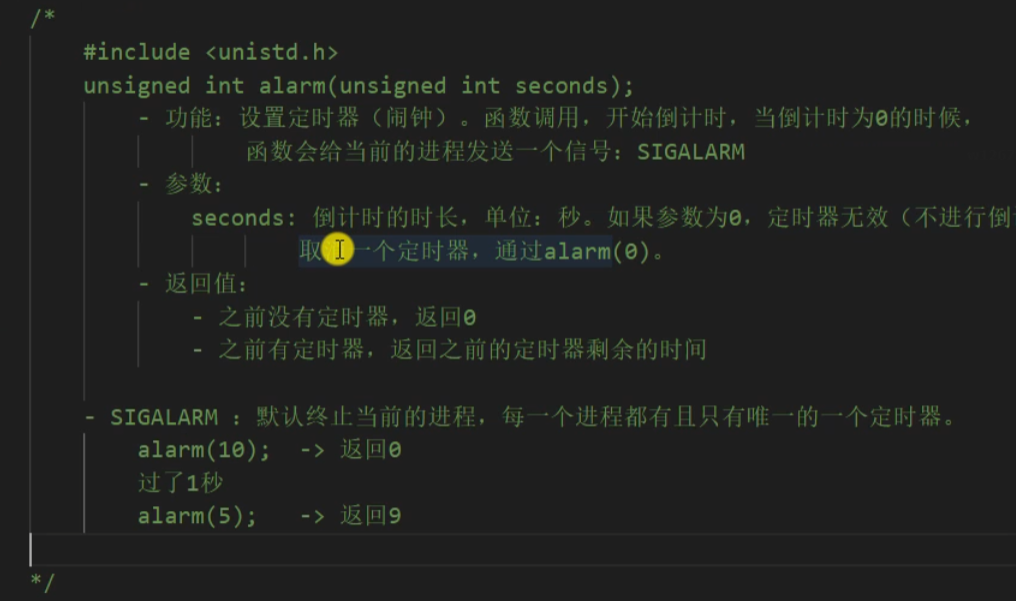 /*
#include <unistd.h>
unsigned int alarm(unsigned int seconds);
- 功能：设置定时器（闹钟）。函数调用，开始倒计时，当倒计时为0的时候，
函数会给当前的进程发送一个信号：SIGALARM
- 参数：
seconds: 倒计时的时长，单位：秒。如果参数为0，定时器无效（不进行倒
取 一个定时器，通过alarm(0)。
- 返回值：
- 之前没有定时器，返回0
- 之前有定时器，返回之前的定时器剩余的时间
- SIGALARM ：默认终止当前的进程，每一个进程都有且只有唯一的一个定时器。
alarm(10);  -> 返回0
过了1秒
alarm(5);   -> 返回9
*/